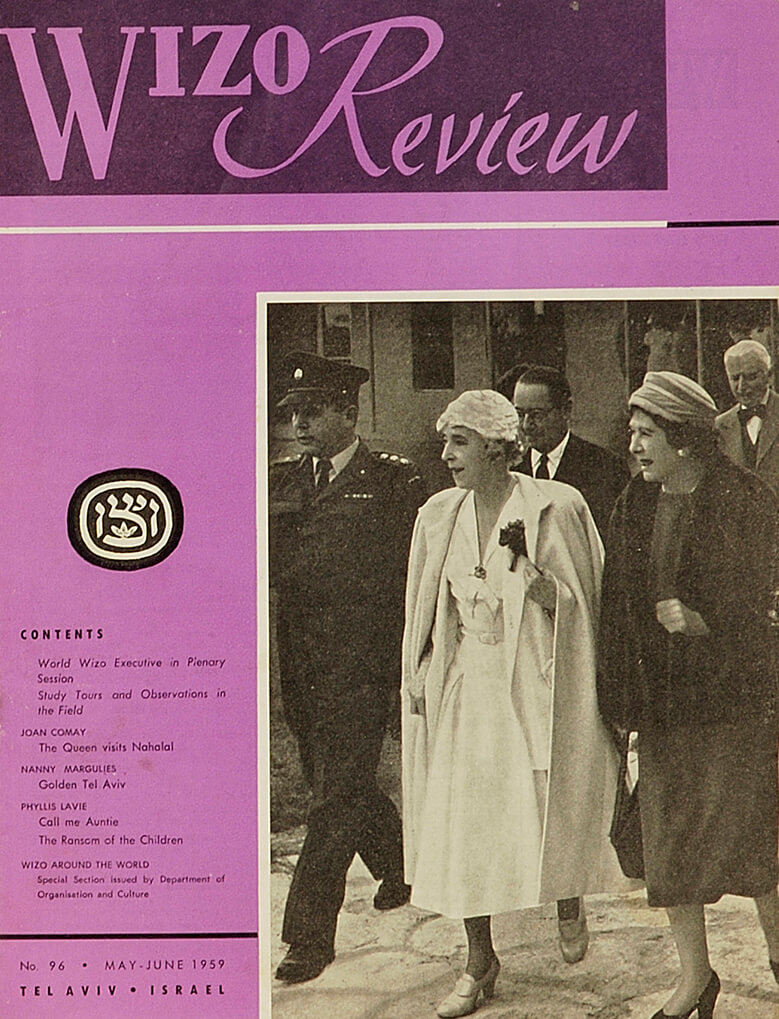 WIZO Review
ויצו
CONTENTS
World Wizo Executive in Plenary
Session
Study Tours and Observations in
the Field
JOAN COMAY
The Queen visits Nahalal
NANNY MARGULIES
Golden Tel Aviv
PHYLLIS LAVIE
Call me Auntie
The Ransom of the Children
WIZO AROUND THE WORLD
Special Section issued by Department of
Organisation and Culture
No. 96 • MAY-JUNE 1959
TEL AVIV • ISRAEL